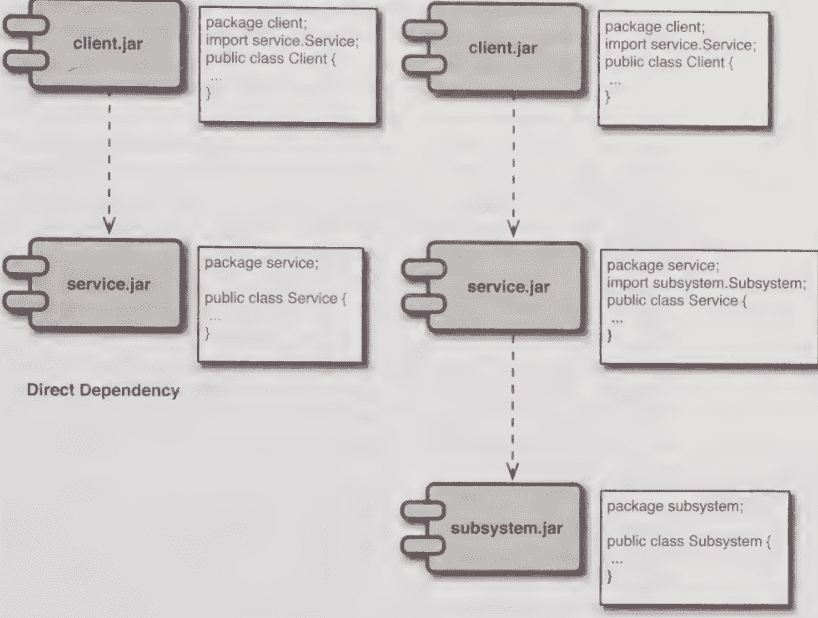 client.jar
package client;
import service.Service;
public class Client {
...
}
service.jar
package service;
public class Service {
...
}
Direct Dependency
client.jar
package client;
import service.Service;
public class Client {
...
}
service.jar
package service;
import subsystem.Subsystem;
public class Service {
...
}
subsystem.jar
package subsystem;
public class Subsystem {
...
}